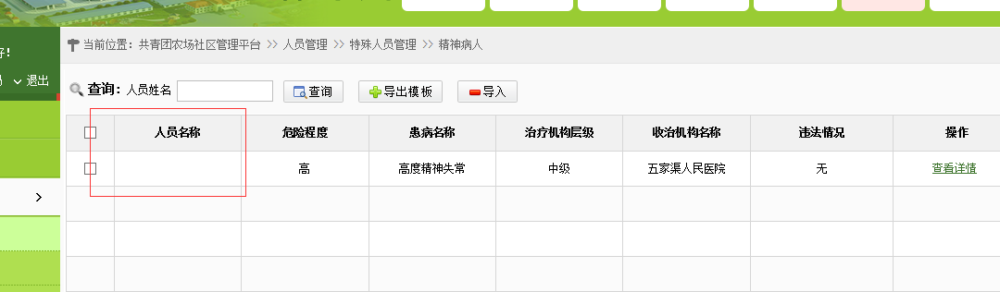 好!
当前位置：共青团农场社区管理平台 >> 人员管理 >> 特殊人员管理 >> 精神病人
退出
查询：人员姓名 查询 导出模板 导入
人员名称 危险程度 患病名称 治疗机构层级 收治机构名称 违法情况 操作
高 高度精神失常 中级 五家渠人民医院 无 查看详情